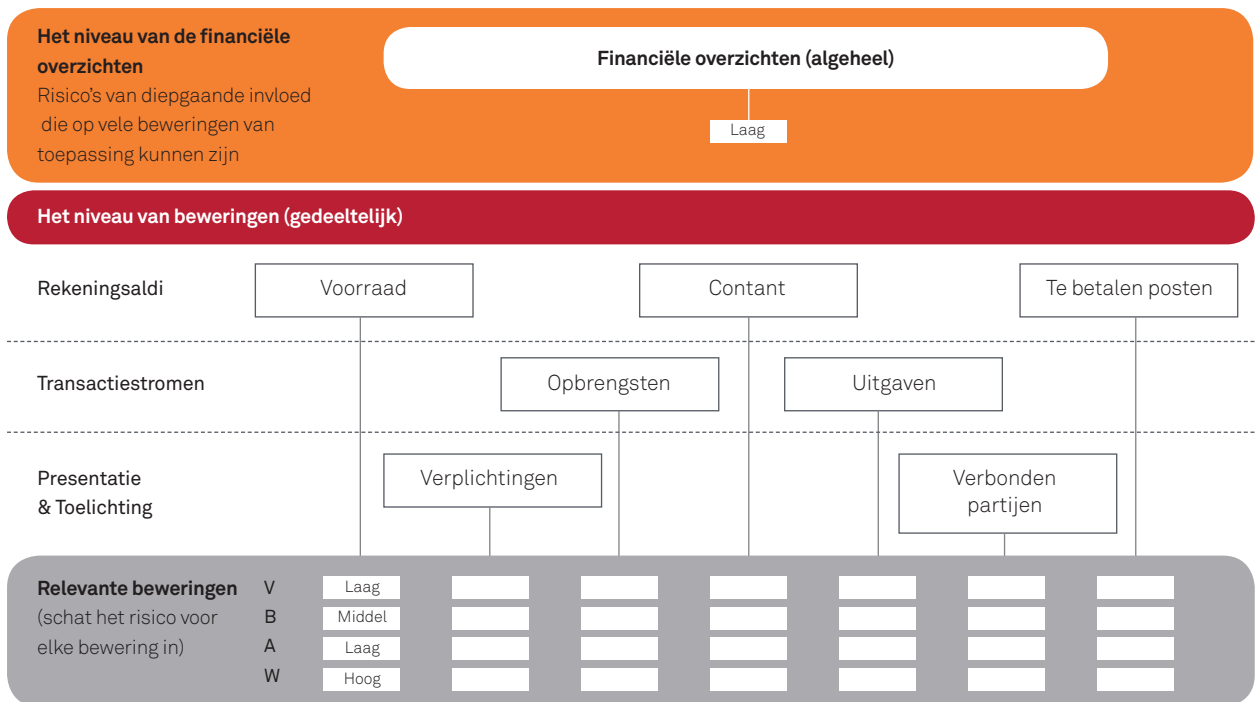 Het niveau van de financiële
overzichten
Risico's van diepgaande invloed
die op vele beweringen van
toepassing kunnen zijn
Financiële overzichten (algeheel)
Laag
Het niveau van beweringen (gedeeltelijk)
Rekeningsaldi
Voorraad
Contant
Te betalen posten
Transactiestromen
Opbrengsten
Uitgaven
Presentatie
& Toelichting
Verplichtingen
Verbonden
partijen
Relevante beweringen
(schat het risico voor
elke bewering in)
V Laag
B Middel
A Laag
W Hoog